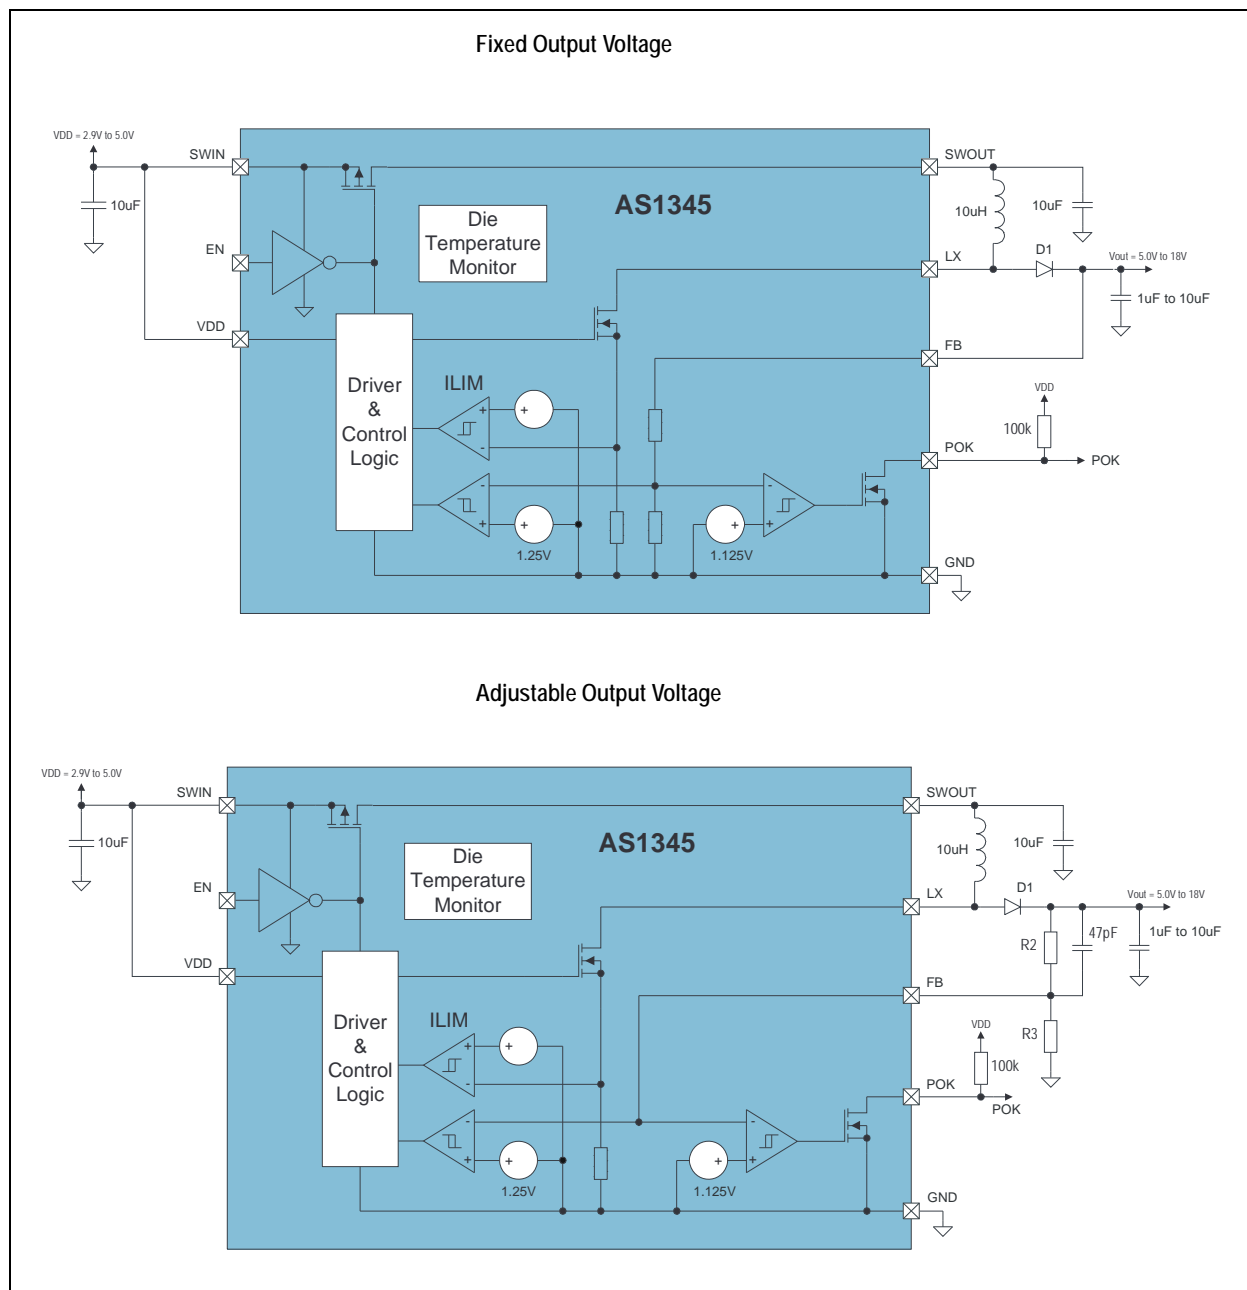 Fixed Output Voltage
VDD = 2.9V to 5.0V
SWIN
SWOUT
10uF
AS1345
10uH
10uF
Die
Temperature
Monitor
EN
LX
D1
Vout = 5.0V to 18V
1uF to 10uF
VDD
FB
Driver
&
Control
Logic
ILIM
+
+
-
VDD
100k
POK
POK
-
+
+
1.25V
-
+
+
1.125V
GND
Adjustable Output Voltage
VDD = 2.9V to 5.0V
SWIN
SWOUT
10uF
AS1345
10uH
10uF
Die
Temperature
Monitor
EN
LX
D1
Vout = 5.0V to 18V
R2
47pF
1uF to 10uF
VDD
FB
Driver
&
Control
Logic
ILIM
+
+
-
VDD
R3
100k
POK
POK
-
+
+
1.25V
-
+
+
1.125V
GND